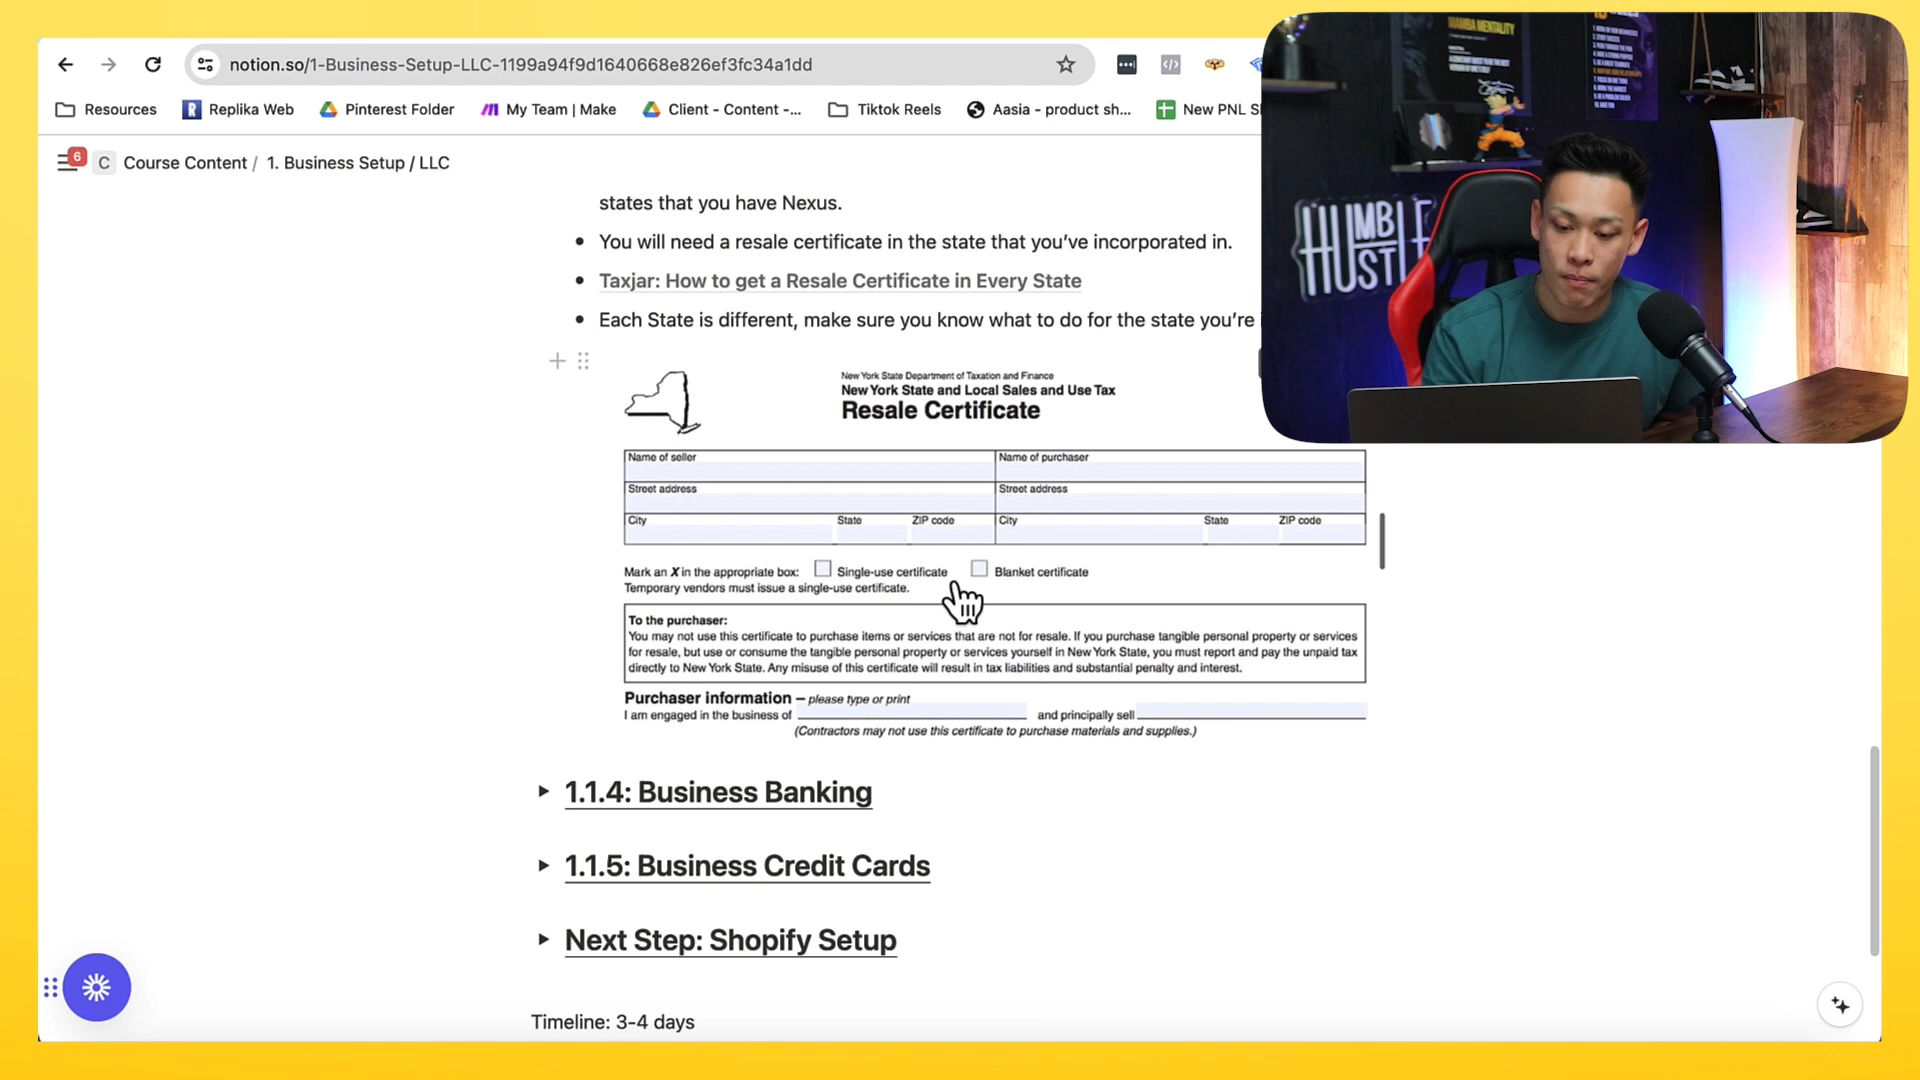 notion.so/1-Business-Setup-LLC-1199a94f9d1640668e826ef3fc34a1dd
Resources
Replika Web
Pinterest Folder
My Team | Make
Client - Content -...
Tiktok Reels
Aasia - product sh...
New PNL S
6
C Course Content / 1. Business Setup / LLC
states that you have Nexus.
• You will need a resale certificate in the state that you've incorporated in.
• Taxjar: How to get a Resale Certificate in Every State
• Each State is different, make sure you know what to do for the state you're
New York State Department of Taxation and Finance
New York State and Local Sales and Use Tax
Resale Certificate
Name of seller
Name of purchaser
Street address
Street address
City State ZIP code
City State ZIP code
Mark an X in the appropriate box: Single-use certificate Blanket certificate
Temporary vendors must issue a single-use certificate.
To the purchaser:
You may not use this certificate to purchase items or services that are not for resale. If you purchase tangible personal property or services
for resale, but use or consume the tangible personal property or services yourself in New York State, you must report and pay the unpaid tax
directly to New York State. Any misuse of this certificate will result in tax liabilities and substantial penalty and interest.
Purchaser information – please type or print
I am engaged in the business of and principally sell
(Contractors may not use this certificate to purchase materials and supplies.)
1.1.4: Business Banking
1.1.5: Business Credit Cards
Next Step: Shopify Setup
Timeline: 3-4 days
MAMBA MENTALITY
HUMBLE
HUSTLE